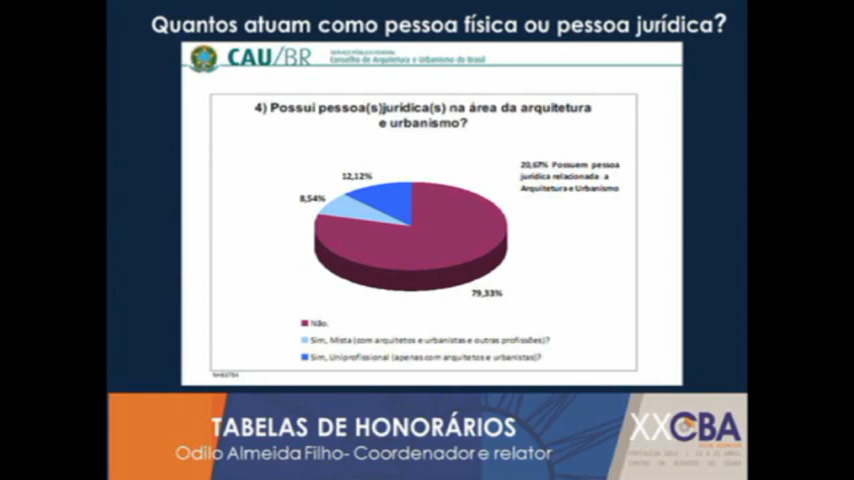 Quantos atuam como pessoa física ou pessoa jurídica?
CAU/BR
SERVIÇO PÚBLICO FEDERAL
Conselho de Arquitetura e Urbanismo do Brasil
4) Possui pessoa(s)jurídica(s) na área da arquitetura
e urbanismo?
20,67% Possuem pessoa
jurídica relacionada a
Arquitetura e Urbanismo
12,12%
8,54%
79,33%
Não.
Sim, Mista (com arquitetos e urbanistas e outras profissões)?
Sim, Uniprofissional (apenas com arquitetos e urbanistas)?
TABELAS DE HONORÁRIOS
Odilo Almeida Filho- Coordenador e relator
XXCBA